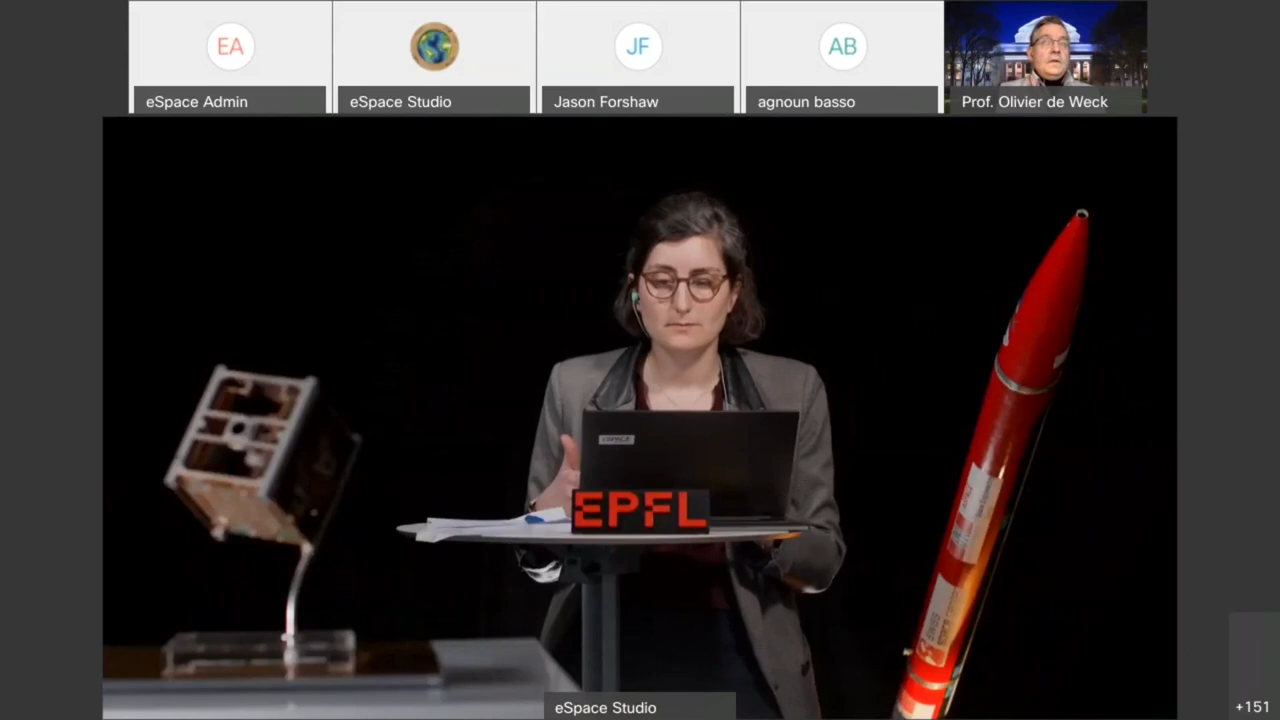 EA
JF
AB
eSpace Admin
eSpace Studio
Jason Forshaw
agnoun basso
Prof. Olivier de Weck
eSPACE
EPFL
eSpace Studio
+151